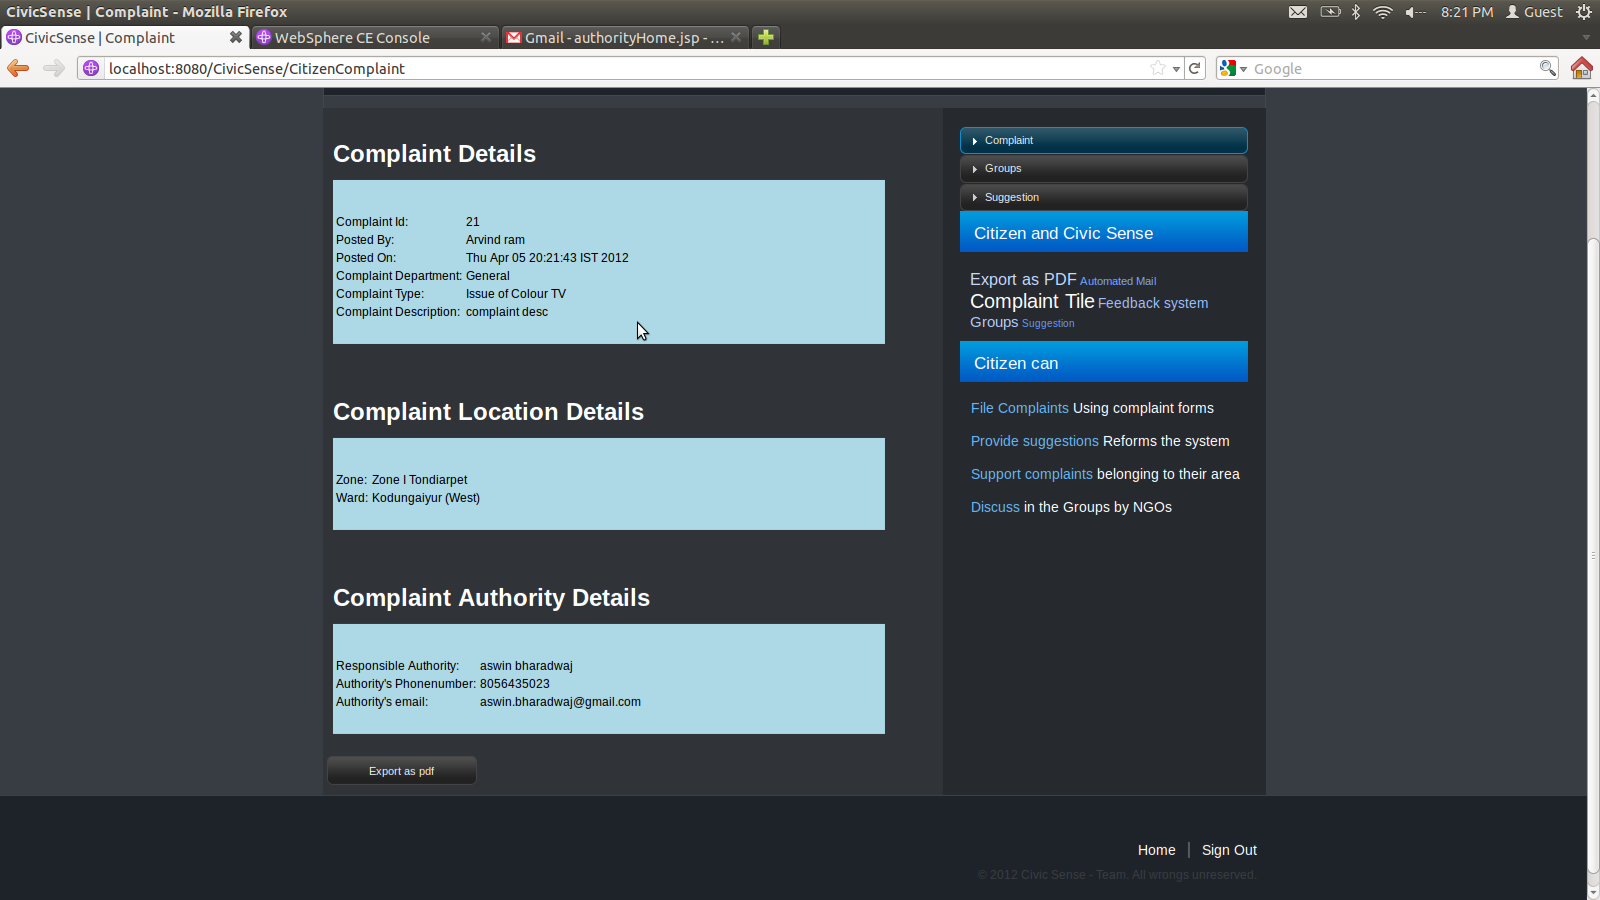 CivicSense | Complaint - Mozilla Firefox
8:21 PM Guest
CivicSense | Complaint
WebSphere CE Console
Gmail - authorityHome.jsp - ...
localhost:8080/CivicSense/CitizenComplaint
Google
Complaint Details
Complaint Id: 21
Posted By: Arvind ram
Posted On: Thu Apr 05 20:21:43 IST 2012
Complaint Department: General
Complaint Type: Issue of Colour TV
Complaint Description: complaint desc
Complaint Location Details
Zone: Zone I Tondiarpet
Ward: Kodungaiyur (West)
Complaint Authority Details
Responsible Authority: aswin bharadwaj
Authority's Phonenumber: 8056435023
Authority's email: aswin.bharadwaj@gmail.com
Export as pdf
Complaint
Groups
Suggestion
Citizen and Civic Sense
Export as PDF Automated Mail
Complaint Tile Feedback system
Groups Suggestion
Citizen can
File Complaints Using complaint forms
Provide suggestions Reforms the system
Support complaints belonging to their area
Discuss in the Groups by NGOs
Home | Sign Out
© 2012 Civic Sense - Team. All wrongs unreserved.